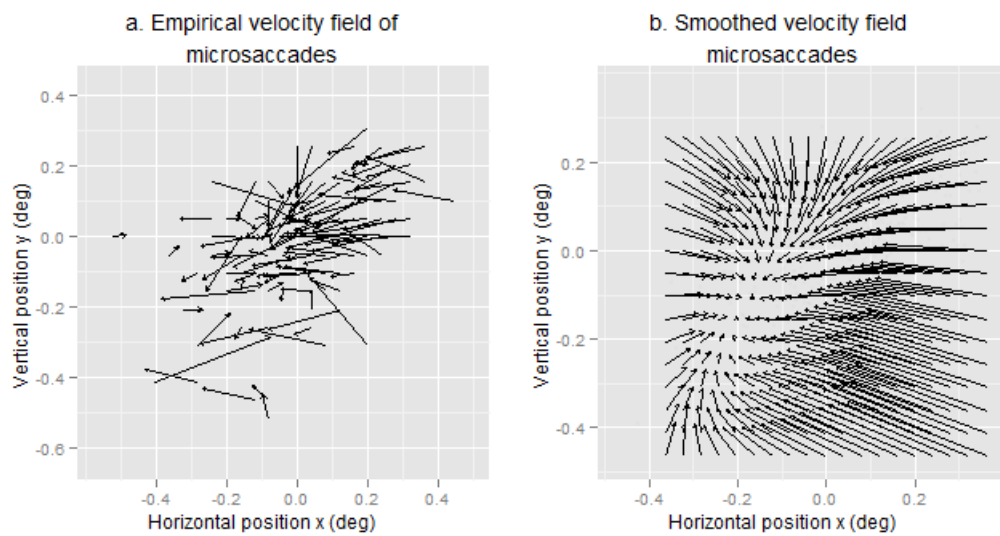 a. Empirical velocity field of
microsaccades
Vertical position y (deg)
0.4
0.2
0.0
-0.2
-0.4
-0.6
-0.4 -0.2 0.0 0.2 0.4
Horizontal position x (deg)
b. Smoothed velocity field
microsaccades
Vertical position y (deg)
0.2
0.0
-0.2
-0.4
-0.4 -0.2 0.0 0.2
Horizontal position x (deg)